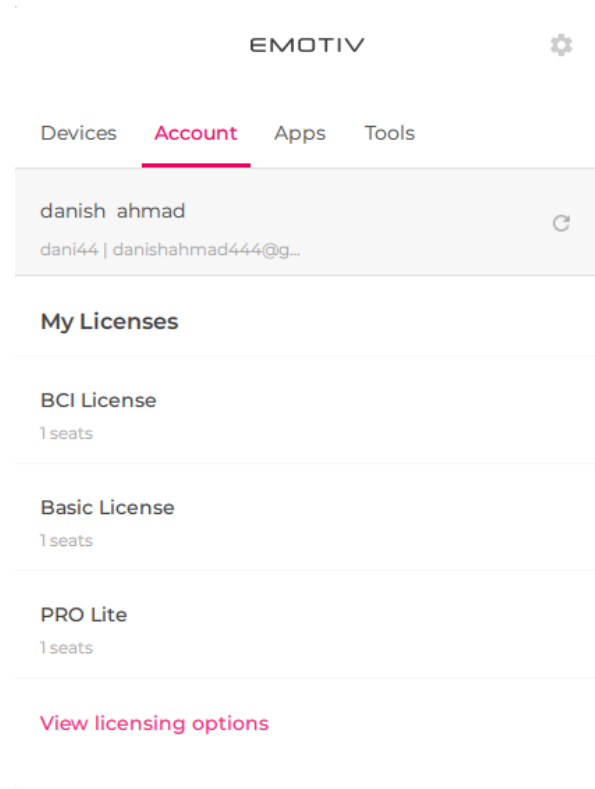 EMOTIV
Devices Account Apps Tools
danish ahmad
dani44 | danishahmad444@g...
My Licenses
BCI License
1 seats
Basic License
1 seats
PRO Lite
1 seats
View licensing options